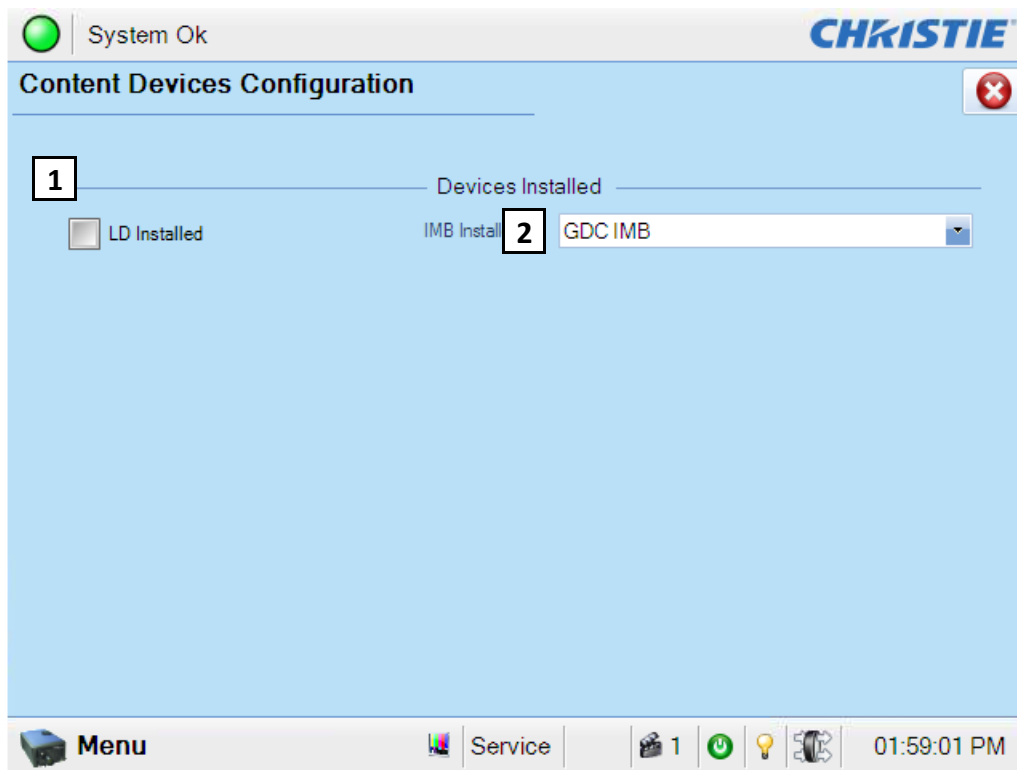 System Ok
CHRISTIE
Content Devices Configuration
1
Devices Installed
LD Installed
IMB Install
2
GDC IMB
Menu
Service
1
01:59:01 PM